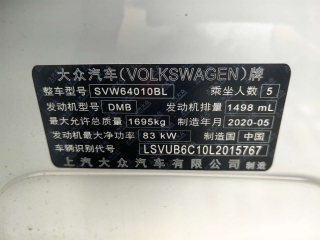 大众汽车(VOLKSWAGEN)牌
整车型号 SVW64010BL 乘坐人数 5
发动机型号 DMB 发动机排量 1498 mL
最大允许总质量 1695kg 制造年月 2020-05
发动机最大净功率 83 kW 制造国 中国
车辆识别代号 LSVUB6C10L2015767
上汽大众汽车有限公司 制造